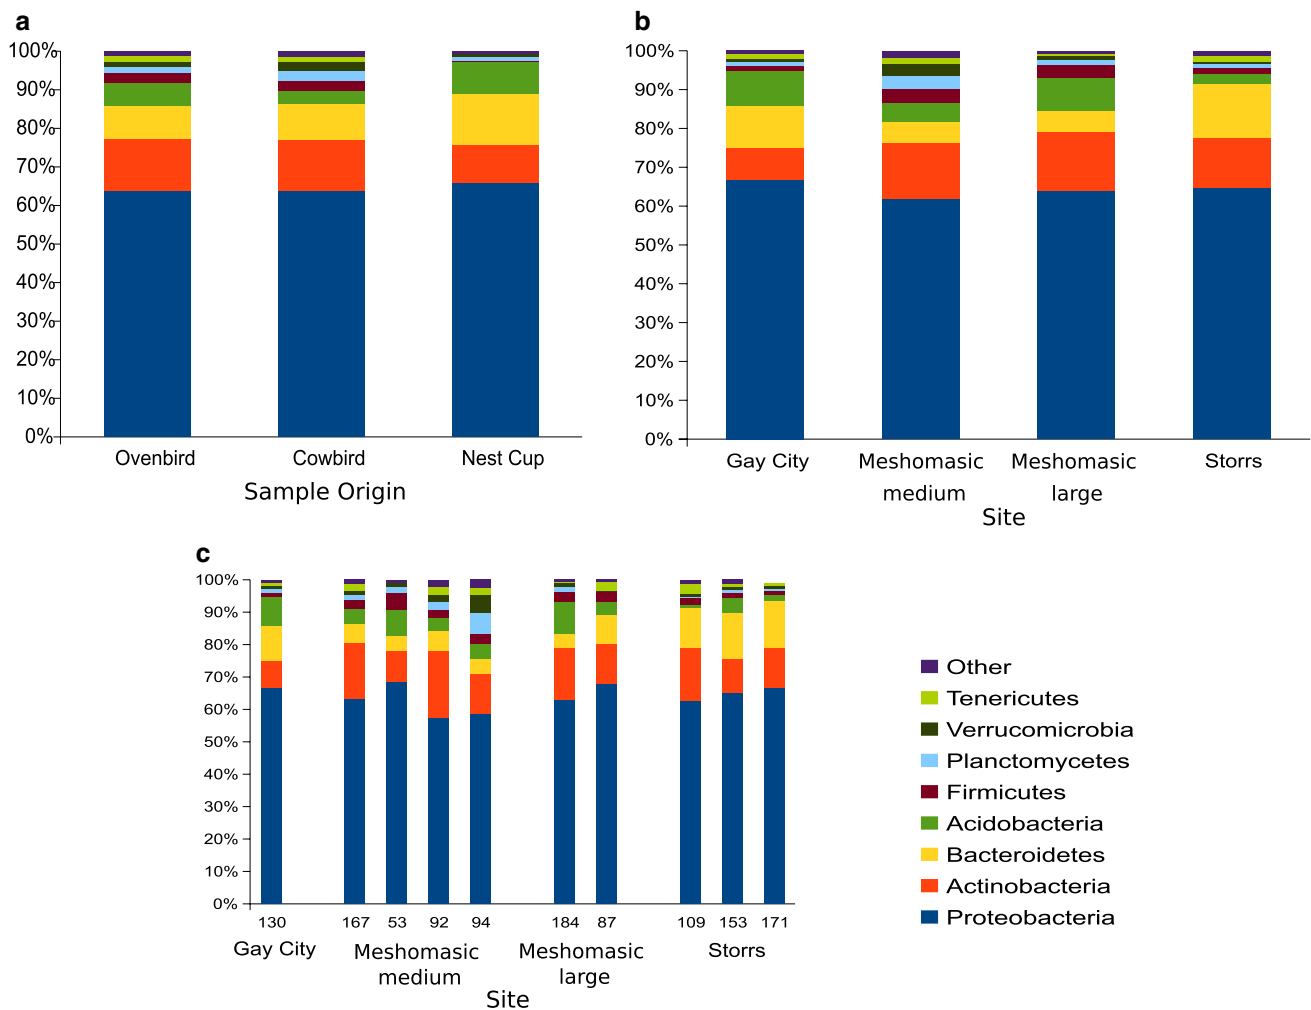 a
100%
90%
80%
70%
60%
50%
40%
30%
20%
10%
0%
Ovenbird Cowbird Nest Cup
Sample Origin
b
100%
90%
80%
70%
60%
50%
40%
30%
20%
10%
0%
Gay City Meshomasic medium Meshomasic large Storrs
Site
c
100%
90%
80%
70%
60%
50%
40%
30%
20%
10%
0%
130 167 53 92 94 184 87 109 153 171
Gay City Meshomasic medium Meshomasic large Storrs
Site
Other
Tenericutes
Verrucomicrobia
Planctomycetes
Firmicutes
Acidobacteria
Bacteroidetes
Actinobacteria
Proteobacteria